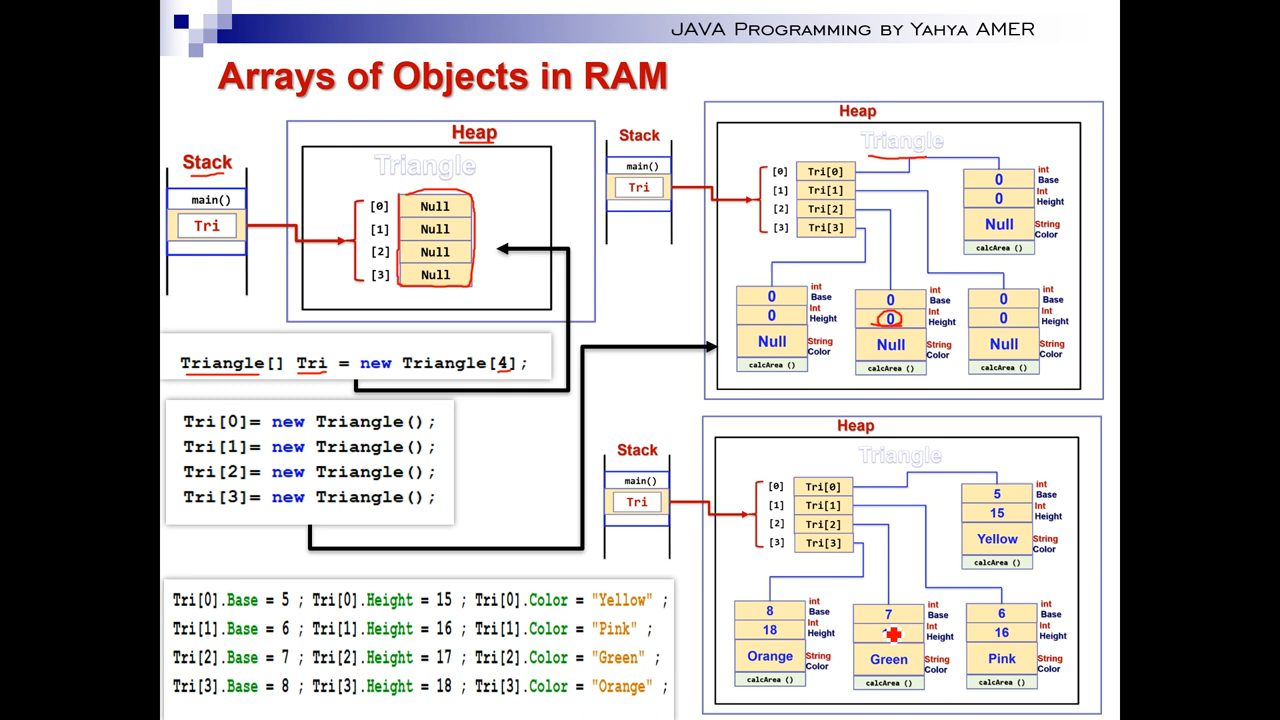 JAVA Programming by Yahya AMER
Arrays of Objects in RAM
Stack
main()
Tri
Heap
Triangle
[0] Null
[1] Null
[2] Null
[3] Null
Triangle[] Tri = new Triangle[4];
Tri[0]= new Triangle();
Tri[1]= new Triangle();
Tri[2]= new Triangle();
Tri[3]= new Triangle();
Tri[0].Base = 5 ; Tri[0].Height = 15 ; Tri[0].Color = "Yellow" ;
Tri[1].Base = 6 ; Tri[1].Height = 16 ; Tri[1].Color = "Pink" ;
Tri[2].Base = 7 ; Tri[2].Height = 17 ; Tri[2].Color = "Green" ;
Tri[3].Base = 8 ; Tri[3].Height = 18 ; Tri[3].Color = "Orange" ;
Stack
main()
Tri
Heap
Triangle
[0] Tri[0]
[1] Tri[1]
[2] Tri[2]
[3] Tri[3]
0 int
Base
0 Int
Height
Null String
Color
calcArea ()
0 int
Base
0 Int
Height
Null String
Color
calcArea ()
0 int
Base
0 Int
Height
Null String
Color
calcArea ()
0 int
Base
0 Int
Height
Null String
Color
calcArea ()
Stack
main()
Tri
Heap
Triangle
[0] Tri[0]
[1] Tri[1]
[2] Tri[2]
[3] Tri[3]
5 int
Base
15 Int
Height
Yellow String
Color
calcArea ()
8 int
Base
18 Int
Height
Orange String
Color
calcArea ()
7 int
Base
Int
Height
Green String
Color
calcArea ()
6 int
Base
16 Int
Height
Pink String
Color
calcArea ()